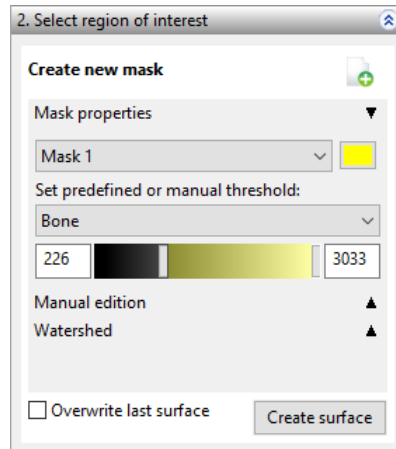 2. Select region of interest
Create new mask
Mask properties
Mask 1
Set predefined or manual threshold:
Bone
226 3033
Manual edition
Watershed
Overwrite last surface Create surface